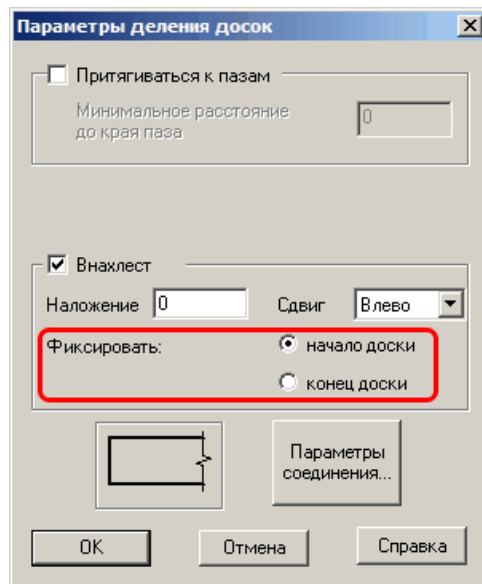 Параметры деления досок
Притягиваться к пазам
Минимальное расстояние
до края паза
0
Внахлест
Наложение 0 Сдвиг Влево
Фиксировать: начало доски
конец доски
Параметры
соединения...
ОК Отмена Справка